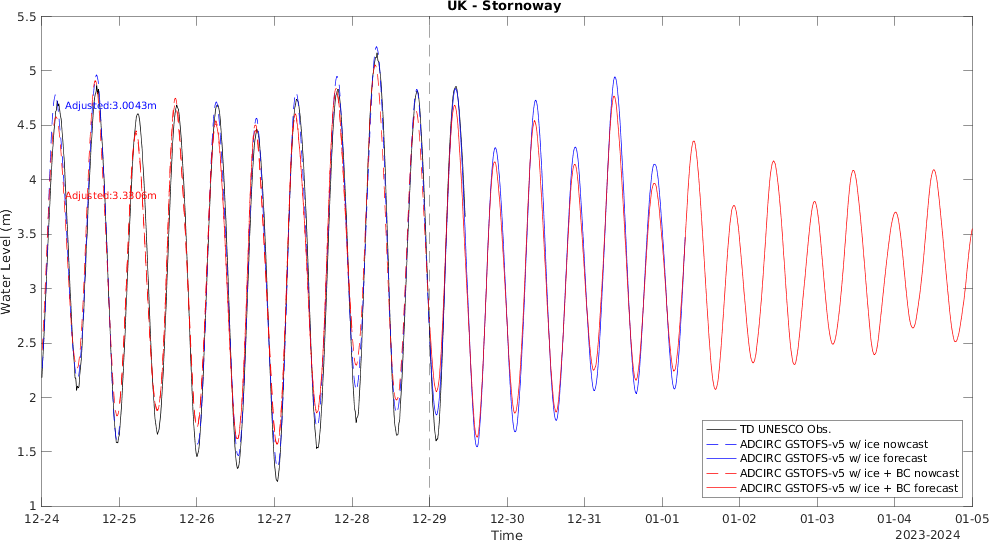 UK - Stornoway
5.5
5
4.5
4
3.5
3
2.5
2
1.5
1
Water Level (m)
Adjusted:3.0043m
Adjusted:3.3306m
TD UNESCO Obs.
ADCIRC GSTOFS-v5 w/ ice nowcast
ADCIRC GSTOFS-v5 w/ ice forecast
ADCIRC GSTOFS-v5 w/ ice + BC nowcast
ADCIRC GSTOFS-v5 w/ ice + BC forecast
12-24 12-25 12-26 12-27 12-28 12-29 12-30 12-31 01-01 01-02 01-03 01-04 01-05
Time
2023-2024